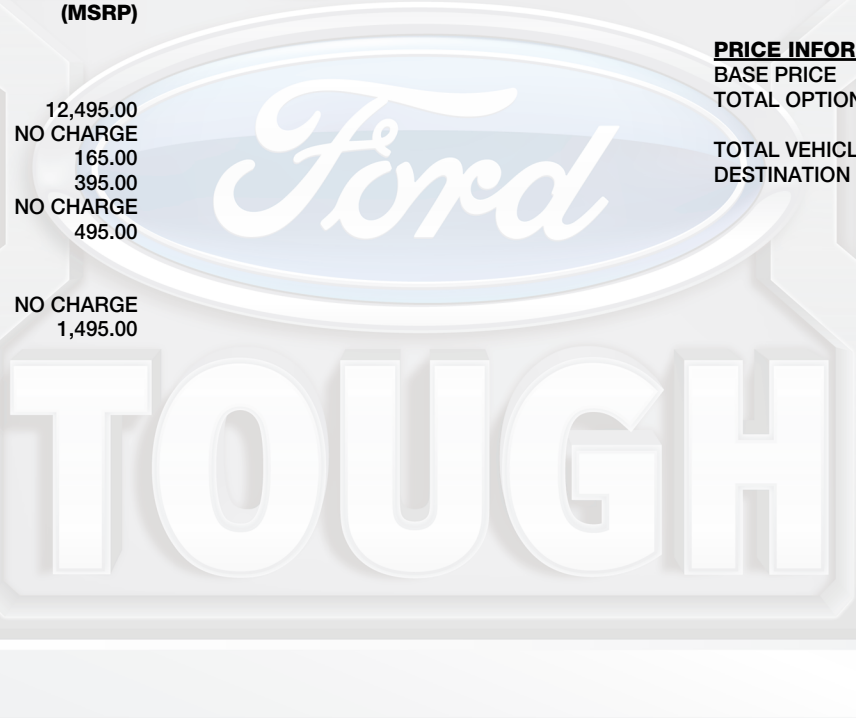 (MSRP)
12,495.00
NO CHARGE
165.00
395.00
NO CHARGE
495.00
NO CHARGE
1,495.00
PRICE INFOR
BASE PRICE
TOTAL OPTION
TOTAL VEHICL
DESTINATION
Ford
TOUGH